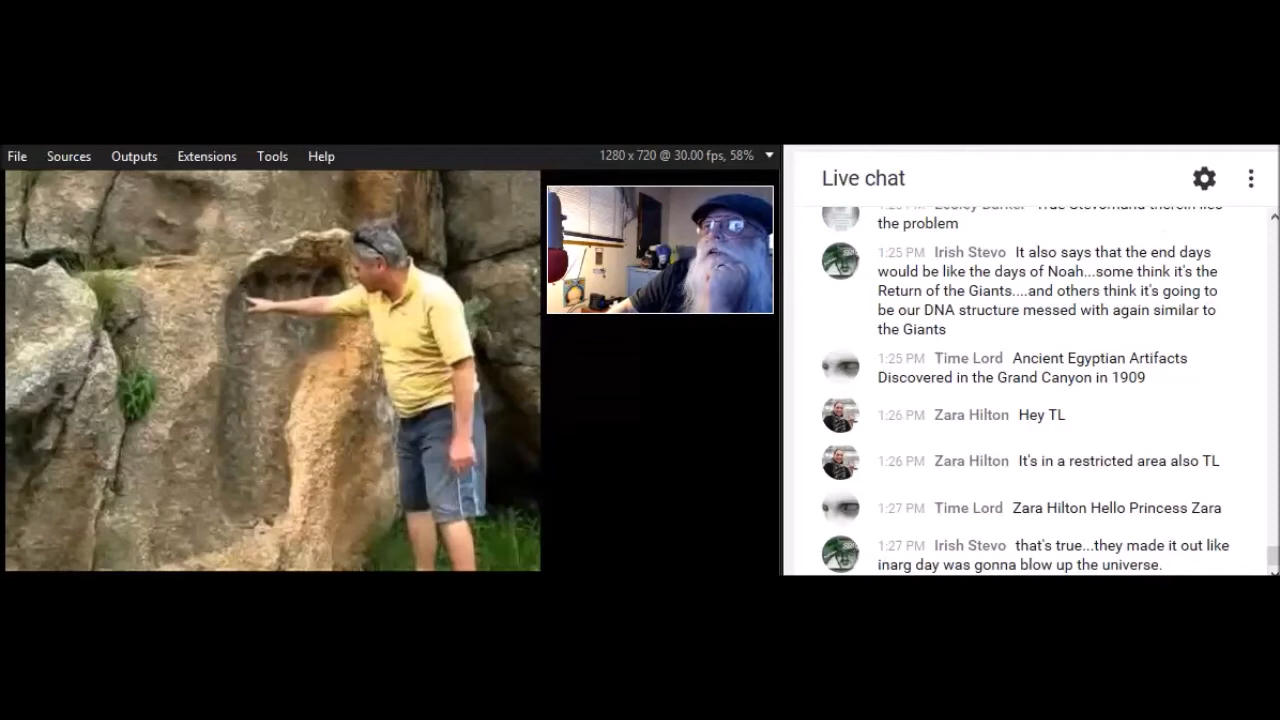 File Sources Outputs Extensions Tools Help
1280 x 720 @ 30.00 fps, 58%
Live chat
the problem
1:25 PM Irish Stevo It also says that the end days
would be like the days of Noah...some think it's the
Return of the Giants....and others think it's going to
be our DNA structure messed with again similar to
the Giants
1:25 PM Time Lord Ancient Egyptian Artifacts
Discovered in the Grand Canyon in 1909
1:26 PM Zara Hilton Hey TL
1:26 PM Zara Hilton It's in a restricted area also TL
1:27 PM Time Lord Zara Hilton Hello Princess Zara
1:27 PM Irish Stevo that's true...they made it out like
inarg day was gonna blow up the universe.